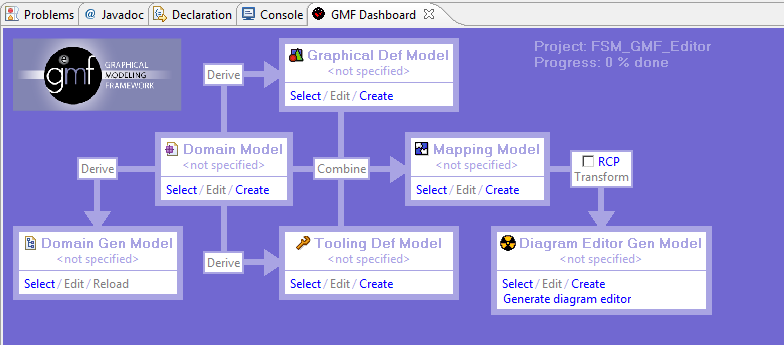 Problems @ Javadoc Declaration Console GMF Dashboard
Project: FSM_GMF_Editor
Progress: 0 % done
gmf
GRAPHICAL
MODELING
FRAMEWORK
Derive
Graphical Def Model
<not specified>
Select / Edit / Create
Derive
Domain Model
<not specified>
Select / Edit / Create
Combine
Mapping Model
<not specified>
Select / Edit / Create
RCP
Transform
Domain Gen Model
<not specified>
Select / Edit / Reload
Derive
Tooling Def Model
<not specified>
Select / Edit / Create
Diagram Editor Gen Model
<not specified>
Select / Edit / Create
Generate diagram editor